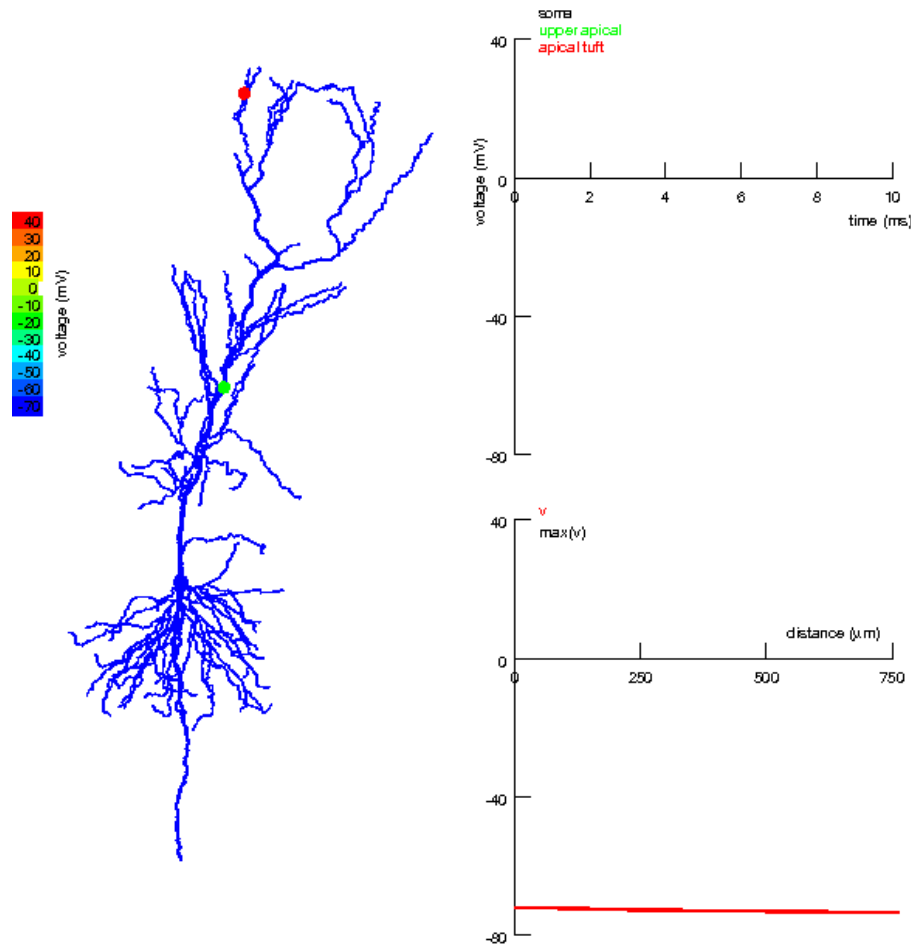 soma
upper apical
apical tuft
40
0
-40
-80
voltage (mV)
0 2 4 6 8 10
time (ms)
40
30
20
10
0
-10
-20
-30
-40
-50
-60
-70
voltage (mV)
v
max(v)
40
0
-40
-80
distance (µm)
0 250 500 750